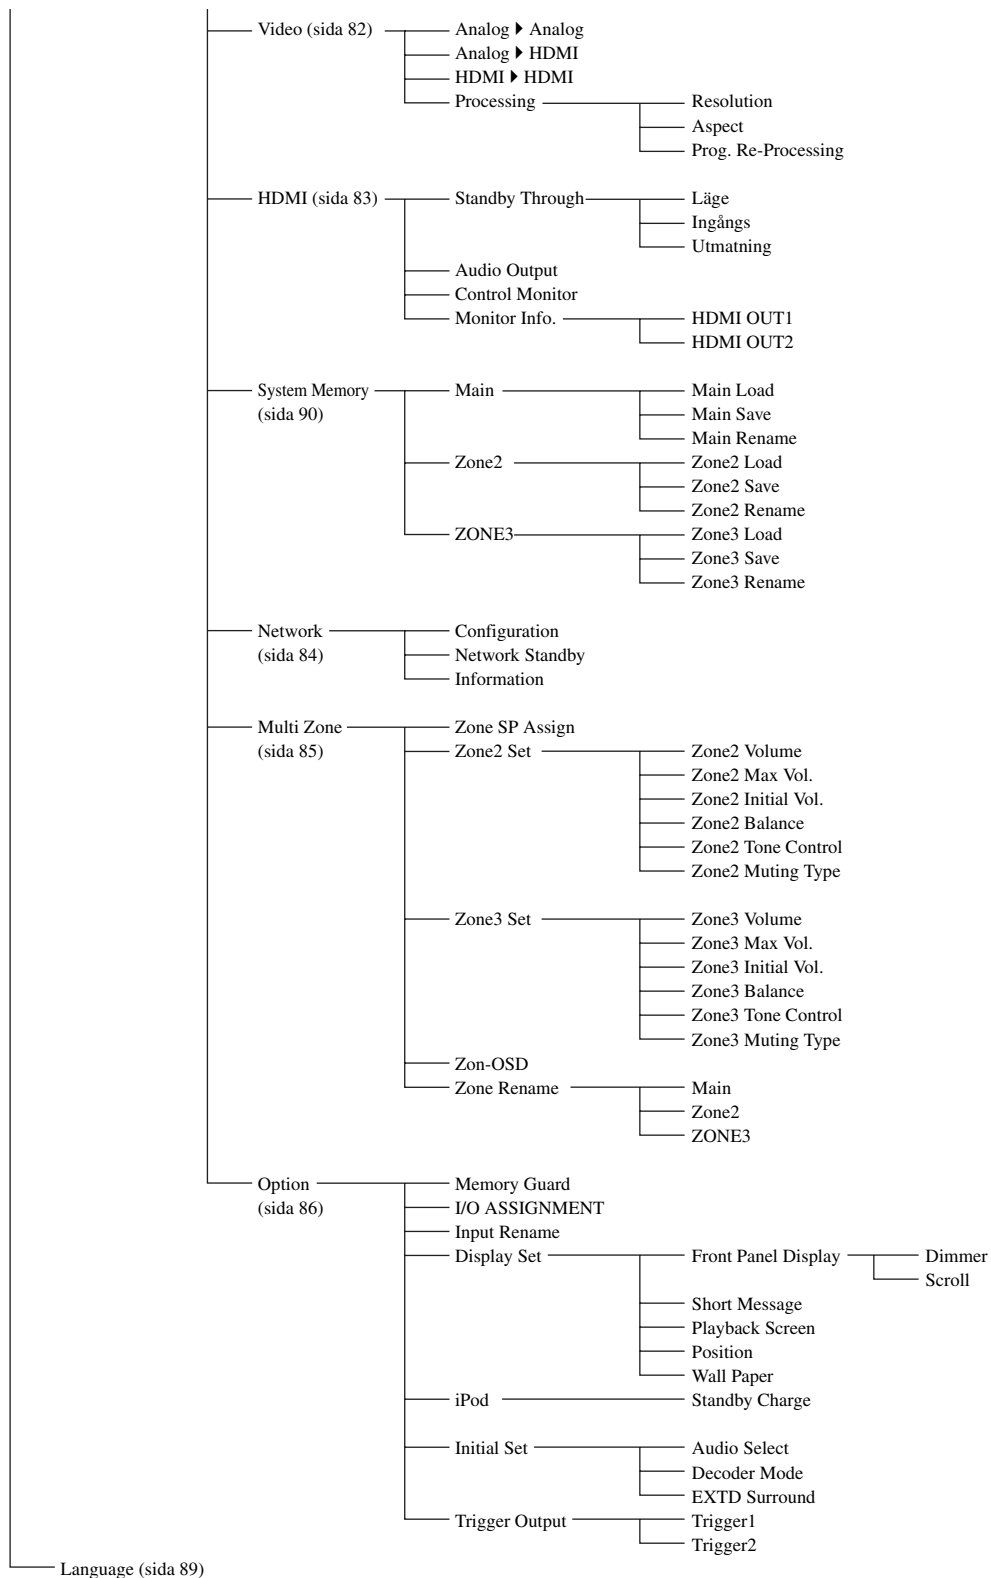 Video (sida 82) Analog ▶ Analog
Analog ▶ HDMI
HDMI ▶ HDMI
Processing Resolution
Aspect
Prog. Re-Processing
HDMI (sida 83) Standby Through Läge
Ingångs
Utmatning
Audio Output
Control Monitor
Monitor Info. HDMI OUT1
HDMI OUT2
System Memory Main Main Load
(sida 90) Main Save
Main Rename
Zone2 Zone2 Load
Zone2 Save
Zone2 Rename
ZONE3 Zone3 Load
Zone3 Save
Zone3 Rename
Network Configuration
(sida 84) Network Standby
Information
Multi Zone Zone SP Assign
(sida 85) Zone2 Set Zone2 Volume
Zone2 Max Vol.
Zone2 Initial Vol.
Zone2 Balance
Zone2 Tone Control
Zone2 Muting Type
Zone3 Set Zone3 Volume
Zone3 Max Vol.
Zone3 Initial Vol.
Zone3 Balance
Zone3 Tone Control
Zone3 Muting Type
Zon-OSD
Zone Rename Main
Zone2
ZONE3
Option Memory Guard
(sida 86) I/O ASSIGNMENT
Input Rename
Display Set Front Panel Display Dimmer
Scroll
Short Message
Playback Screen
Position
Wall Paper
iPod Standby Charge
Initial Set Audio Select
Decoder Mode
EXTD Surround
Trigger Output Trigger1
Trigger2
Language (sida 89)